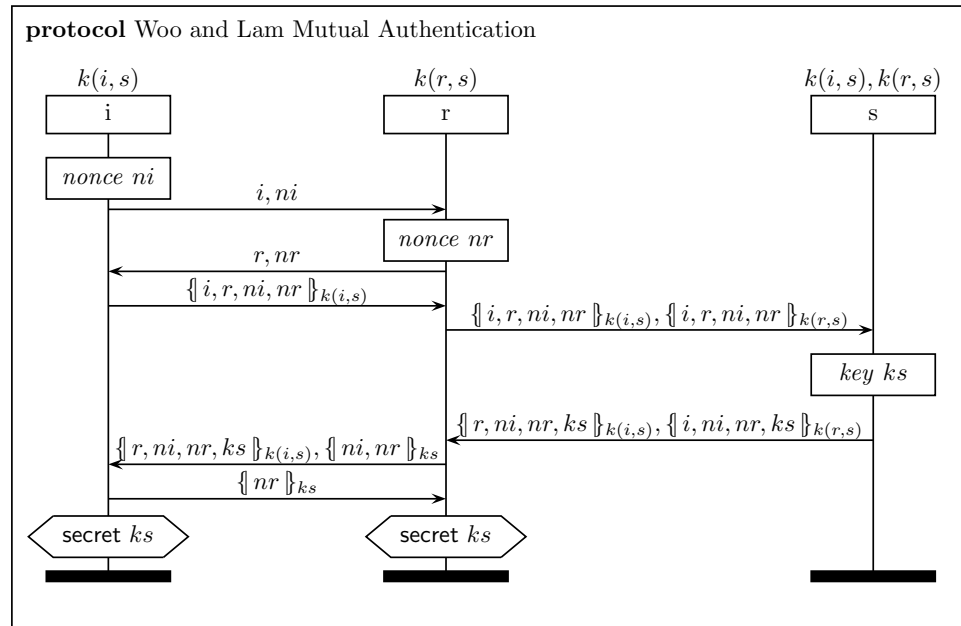 protocol Woo and Lam Mutual Authentication
k(i, s) k(r, s) k(i, s), k(r, s)
i r s
nonce ni
i, ni
nonce nr
r, nr
{| i, r, ni, nr |}k(i,s)
{| i, r, ni, nr |}k(i,s), {| i, r, ni, nr |}k(r,s)
key ks
{| r, ni, nr, ks |}k(i,s), {| i, ni, nr, ks |}k(r,s)
{| r, ni, nr, ks |}k(i,s), {| ni, nr |}ks
{| nr |}ks
secret ks secret ks